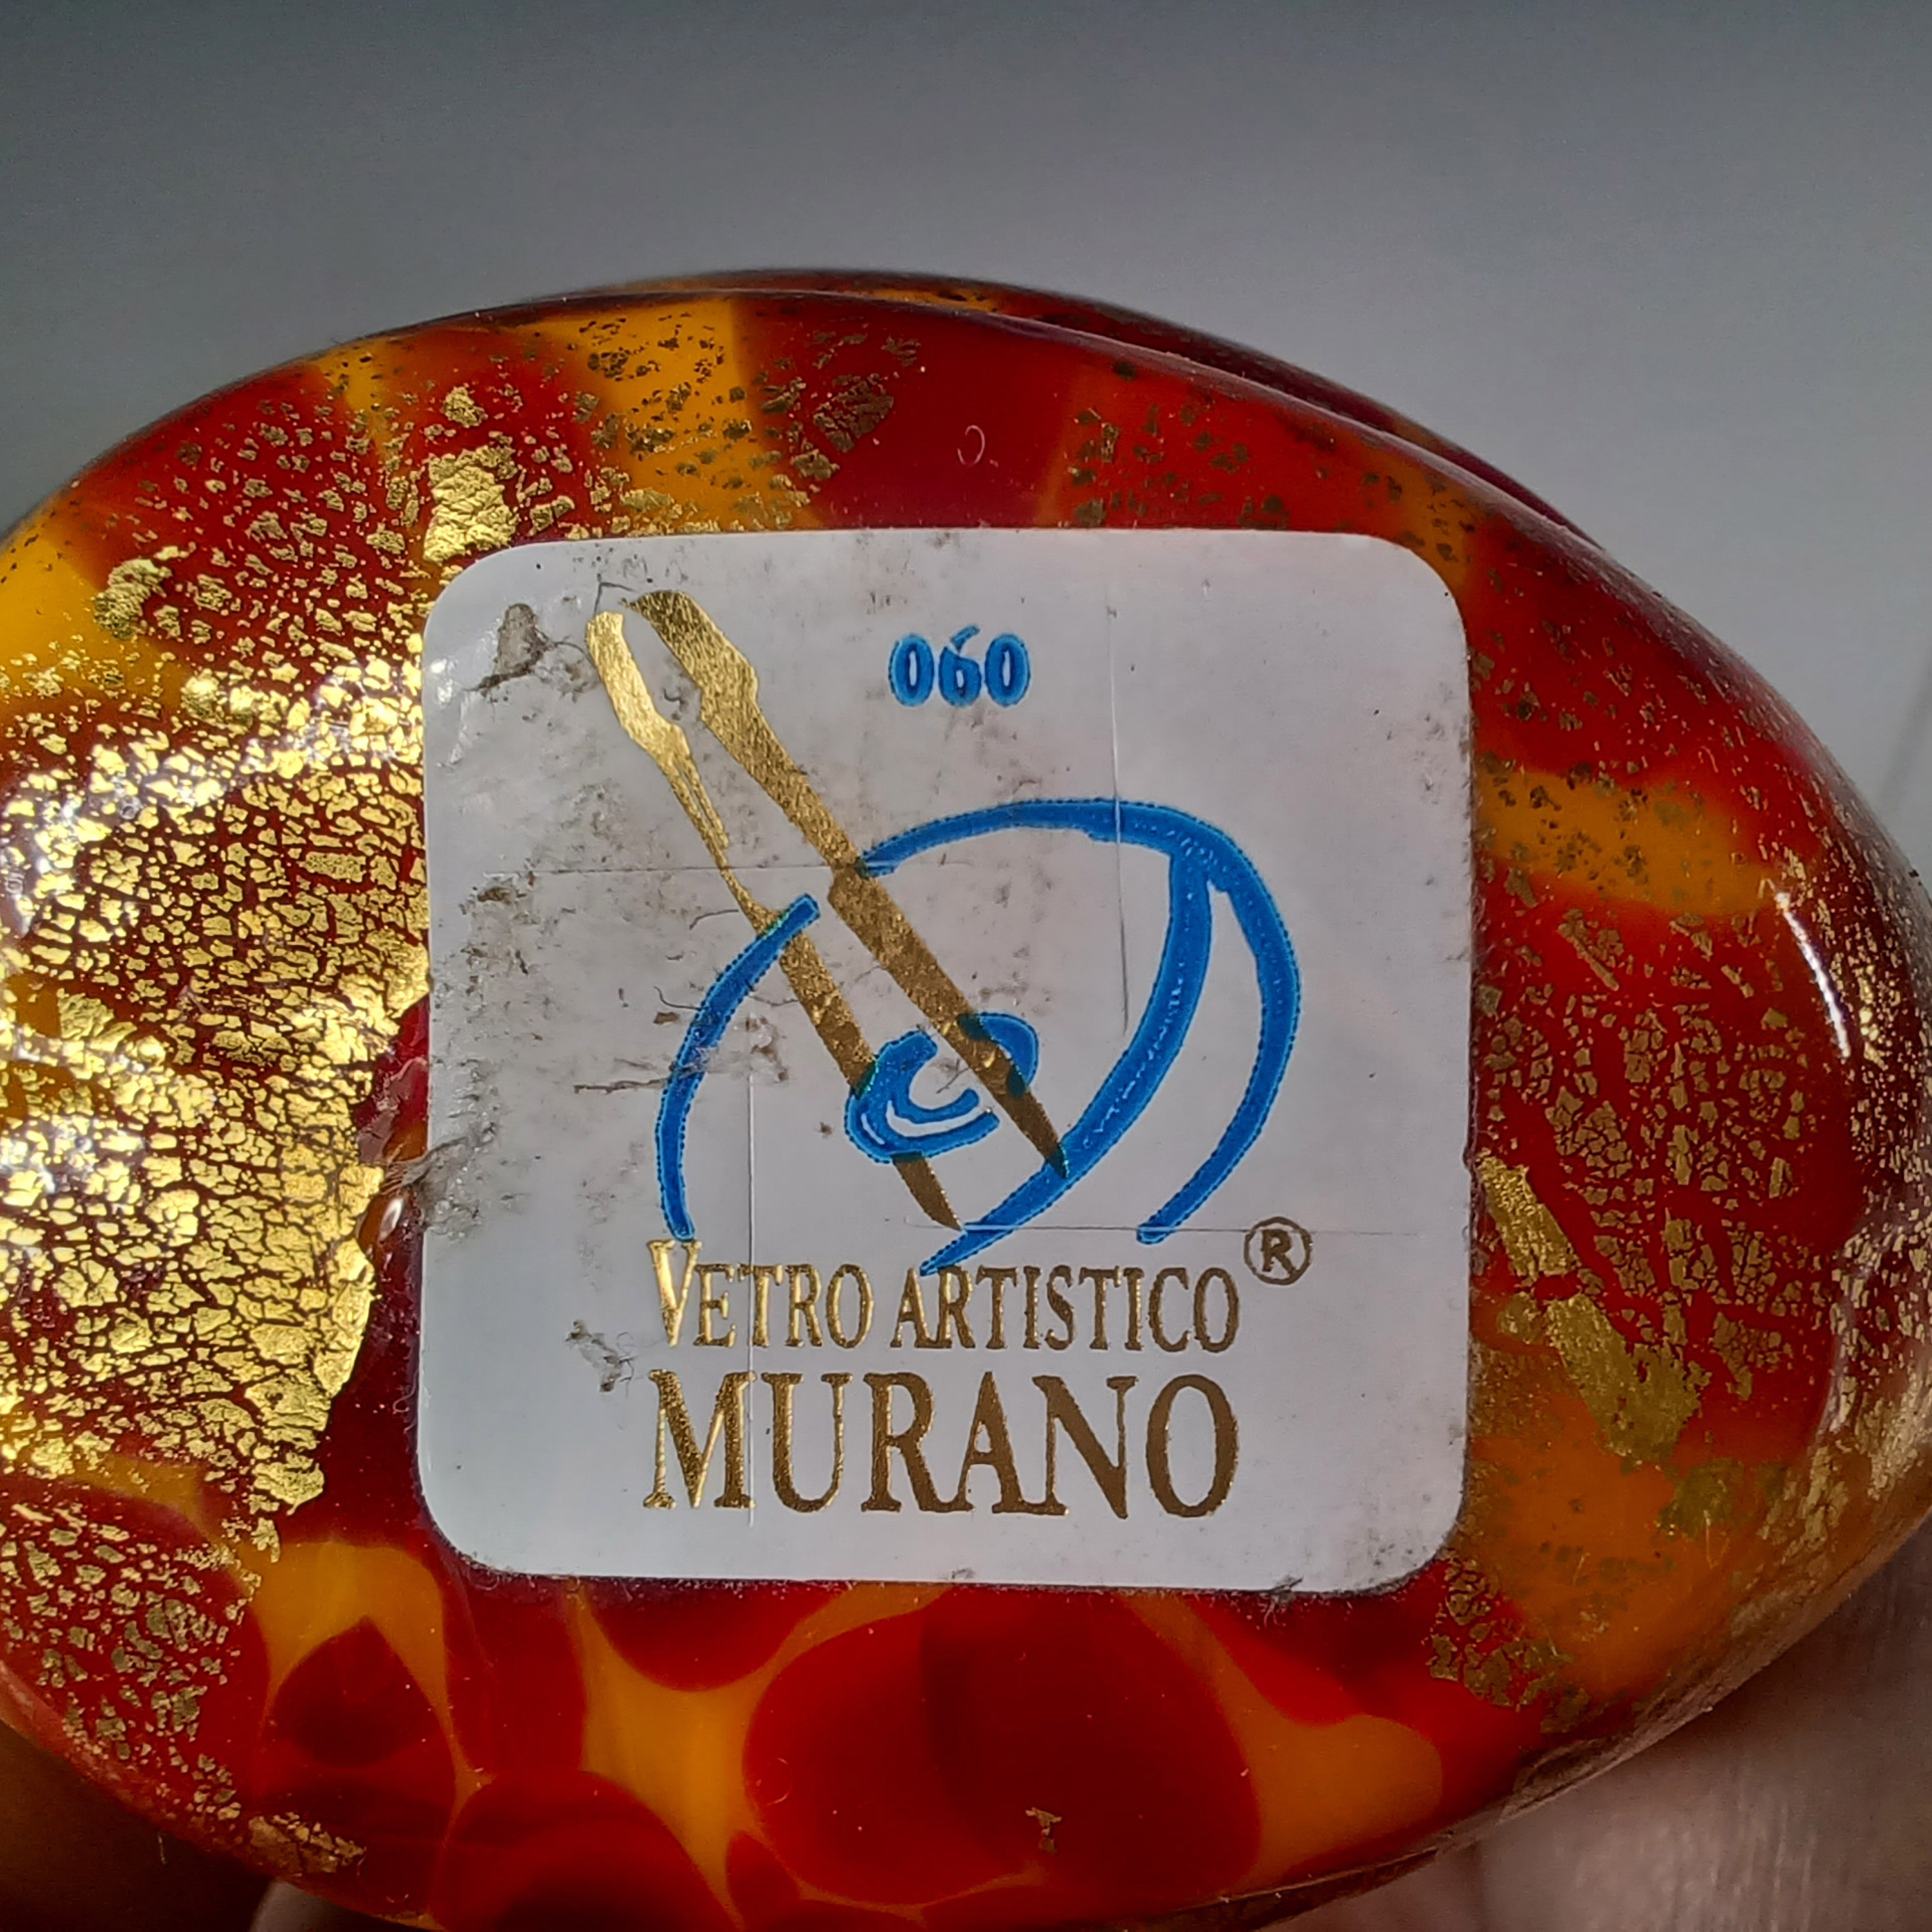 060
VETRO ARTISTICO ®
MURANO